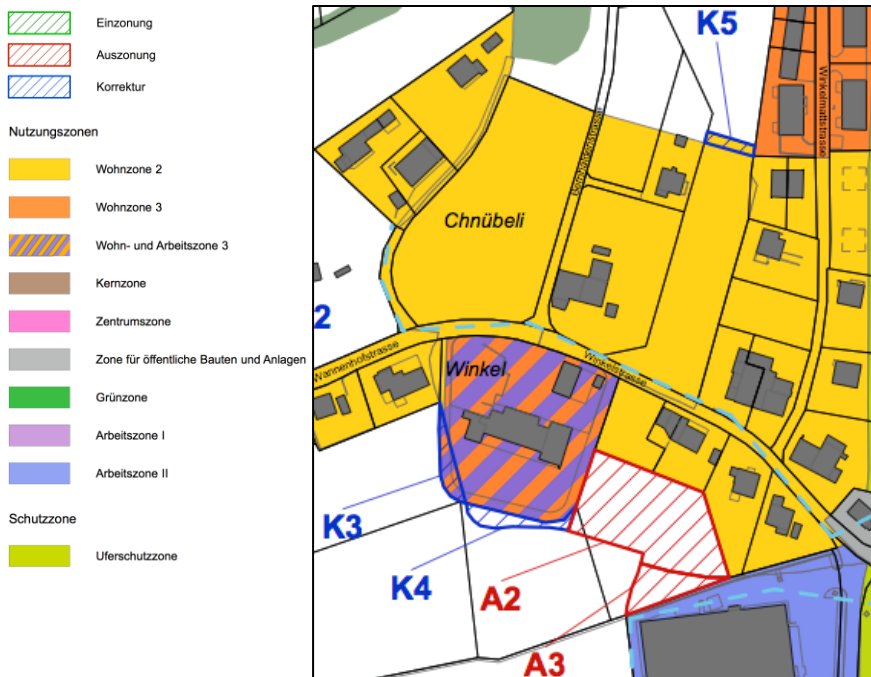 Einzonung
Auszonung
Korrektur
Nutzungszonen
Wohnzone 2
Wohnzone 3
Wohn- und Arbeitszone 3
Kernzone
Zentrumszone
Zone für öffentliche Bauten und Anlagen
Grünzone
Arbeitszone I
Arbeitszone II
Schutzzone
Uferschutzzone
K5
Winkelmattstrasse
Chnübeli
2
Wannenhofstrasse
Winkel
Winkelstrasse
K3
K4
A2
A3